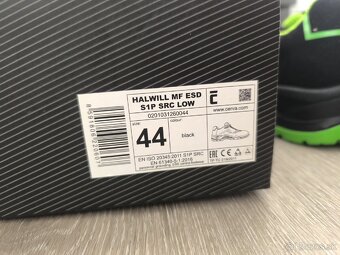 HALWILL MF ESD
S1P SRC LOW
0201031260044
www.cerva.com
SIZE
COLOUR
44
black
EN ISO 20345:2011 S1P SRC
EN 61340-5-1:2016